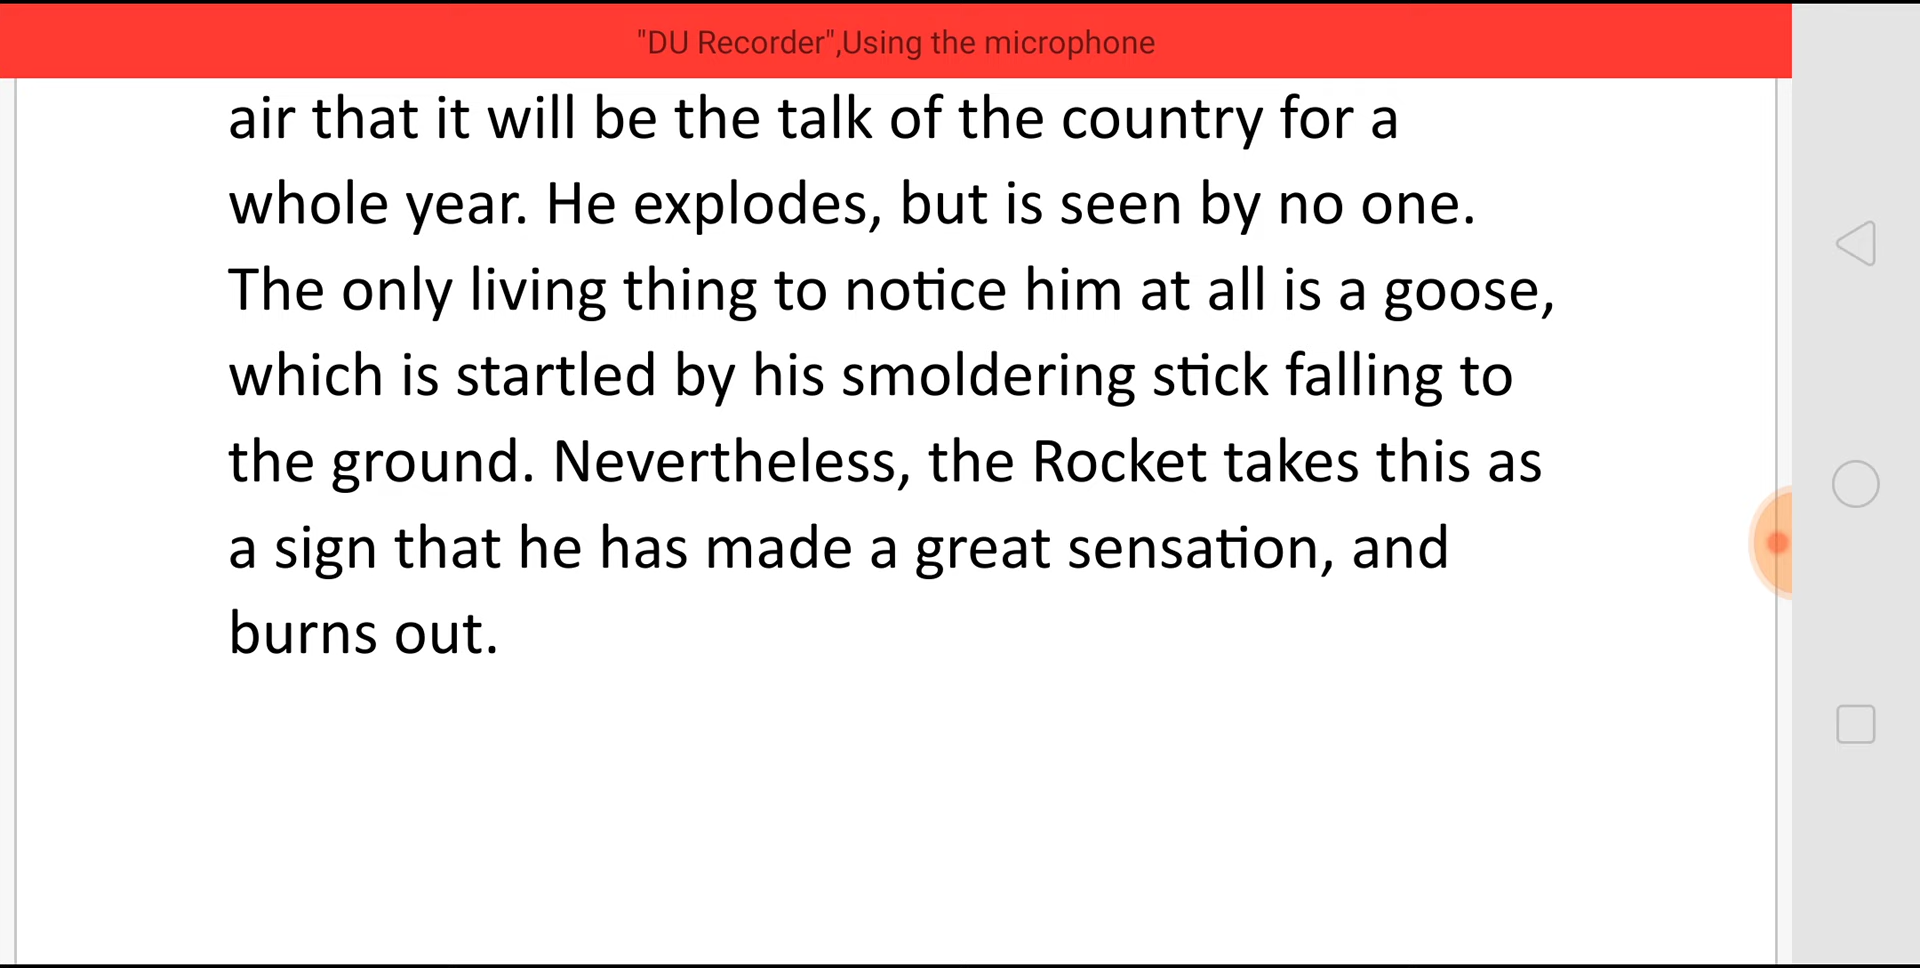 "DU Recorder",Using the microphone
air that it will be the talk of the country for a
whole year. He explodes, but is seen by no one.
The only living thing to notice him at all is a goose,
which is startled by his smoldering stick falling to
the ground. Nevertheless, the Rocket takes this as
a sign that he has made a great sensation, and
burns out.